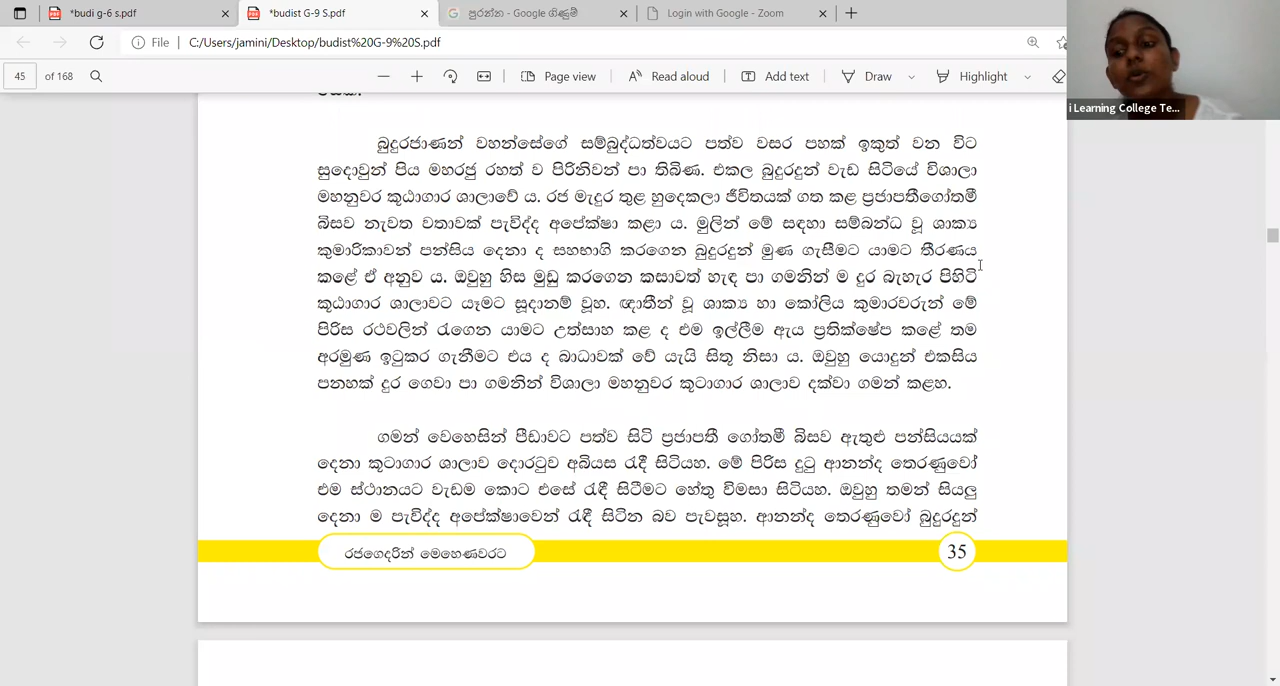 *budi g-6 s.pdf
*budist G-9 S.pdf
පුරන්න - Google ගිණුම්
Login with Google - Zoom
File
C:/Users/jamini/Desktop/budist%20G-9%20S.pdf
45 of 168
Page view
Read aloud
Add text
Draw
Highlight
i Learning College Te...
බුදුරජාණන් වහන්සේගේ සම්බුද්ධත්වයට පත්ව වසර පහක් ඉකුත් වන විට
සුදොවුන් පිය මහරජු රහත් ව පිරිනිවන් පා තිබිණ. එකල බුදුරදුන් වැඩ සිටියේ විශාලා
මහනුවර කූඨාගාර ශාලාවේ ය. රජ මැදුර තුළ හුදෙකලා ජීවිතයක් ගත කළ ප්‍රජාපතීගෝතමී
බිසව නැවත වතාවක් පැවිද්ද අපේක්ෂා කළා ය. මුලින් මේ සඳහා සම්බන්ධ වූ ශාක්‍ය
කුමාරිකාවන් පන්සිය දෙනා ද සහභාගි කරගෙන බුදුරදුන් මුණ ගැසීමට යාමට තීරණය
කළේ ඒ අනුව ය. ඔවුහු හිස මුඩු කරගෙන කසාවත් හැඳ පා ගමනින් ම දුර බැහැර පිහිටි
කූඨාගාර ශාලාවට යෑමට සූදානම් වූහ. ඥාතීන් වූ ශාක්‍ය හා කෝලිය කුමාරවරුන් මේ
පිරිස රථවලින් රැගෙන යාමට උත්සාහ කළ ද එම ඉල්ලීම ඇය ප්‍රතික්ෂේප කළේ තම
අරමුණ ඉටුකර ගැනීමට එය ද බාධාවක් වේ යැයි සිතූ නිසා ය. ඔවුහු යොදුන් එකසිය
පනහක් දුර ගෙවා පා ගමනින් විශාලා මහනුවර කූටාගාර ශාලාව දක්වා ගමන් කළහ.
ගමන් වෙහෙසින් පීඩාවට පත්ව සිටි ප්‍රජාපතී ගෝතමී බිසව ඇතුළු පන්සියයක්
දෙනා කූටාගාර ශාලාව දොරටුව අබියස රැදී සිටියහ. මේ පිරිස දුටු ආනන්ද තෙරණුවෝ
එම ස්ථානයට වැඩම කොට එසේ රැඳී සිටීමට හේතු විමසා සිටියහ. ඔවුහු තමන් සියලු
දෙනා ම පැවිද්ද අපේක්ෂාවෙන් රැඳී සිටින බව පැවසූහ. ආනන්ද තෙරණුවෝ බුදුරදුන්
රජගෙදරින් මෙහෙණවරට
35